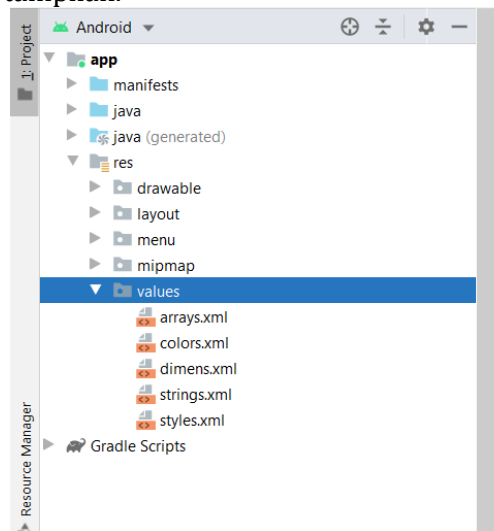 Android
1: Project
app
manifests
java
java (generated)
res
drawable
layout
menu
mipmap
values
arrays.xml
colors.xml
dimens.xml
strings.xml
styles.xml
Gradle Scripts
Resource Manager